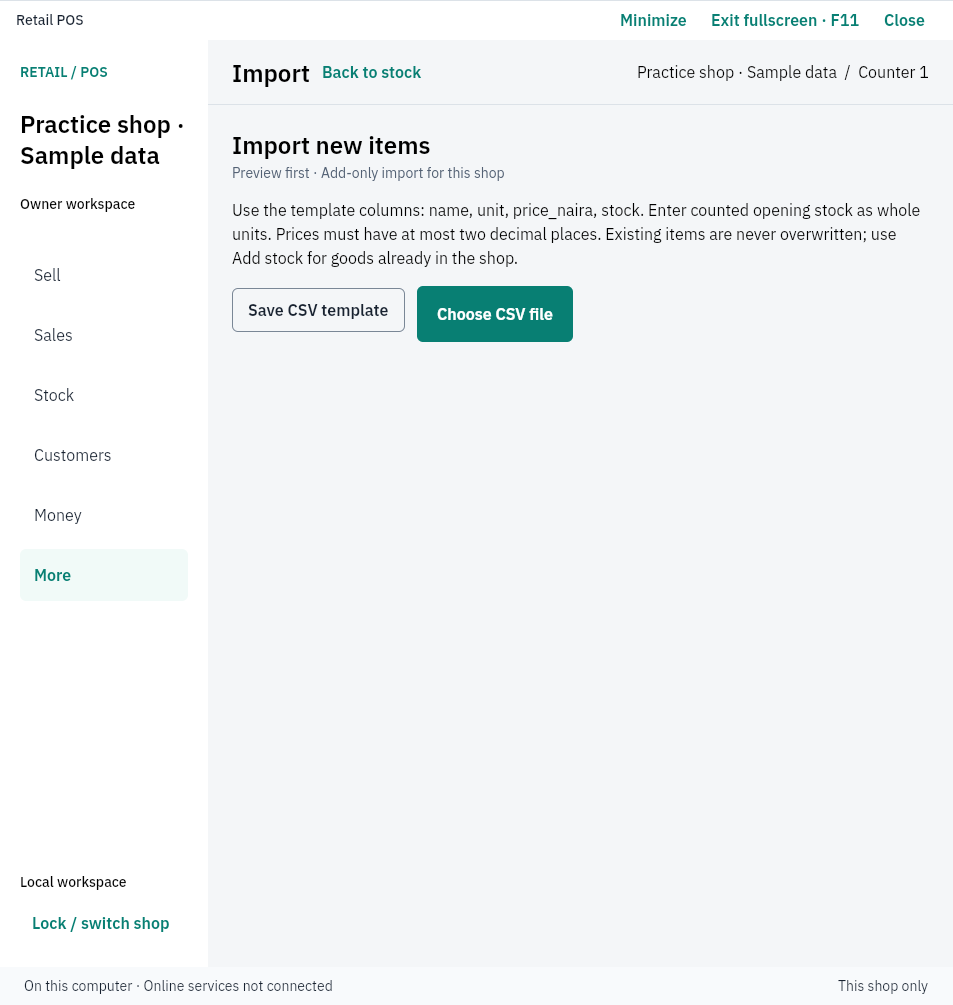 Retail POS
Minimize
Exit fullscreen · F11
Close
RETAIL / POS
Practice shop ·
Sample data
Owner workspace
Sell
Sales
Stock
Customers
Money
More
Local workspace
Lock / switch shop
Import
Back to stock
Practice shop · Sample data / Counter 1
Import new items
Preview first · Add-only import for this shop
Use the template columns: name, unit, price_naira, stock. Enter counted opening stock as whole
units. Prices must have at most two decimal places. Existing items are never overwritten; use
Add stock for goods already in the shop.
Save CSV template
Choose CSV file
On this computer · Online services not connected
This shop only